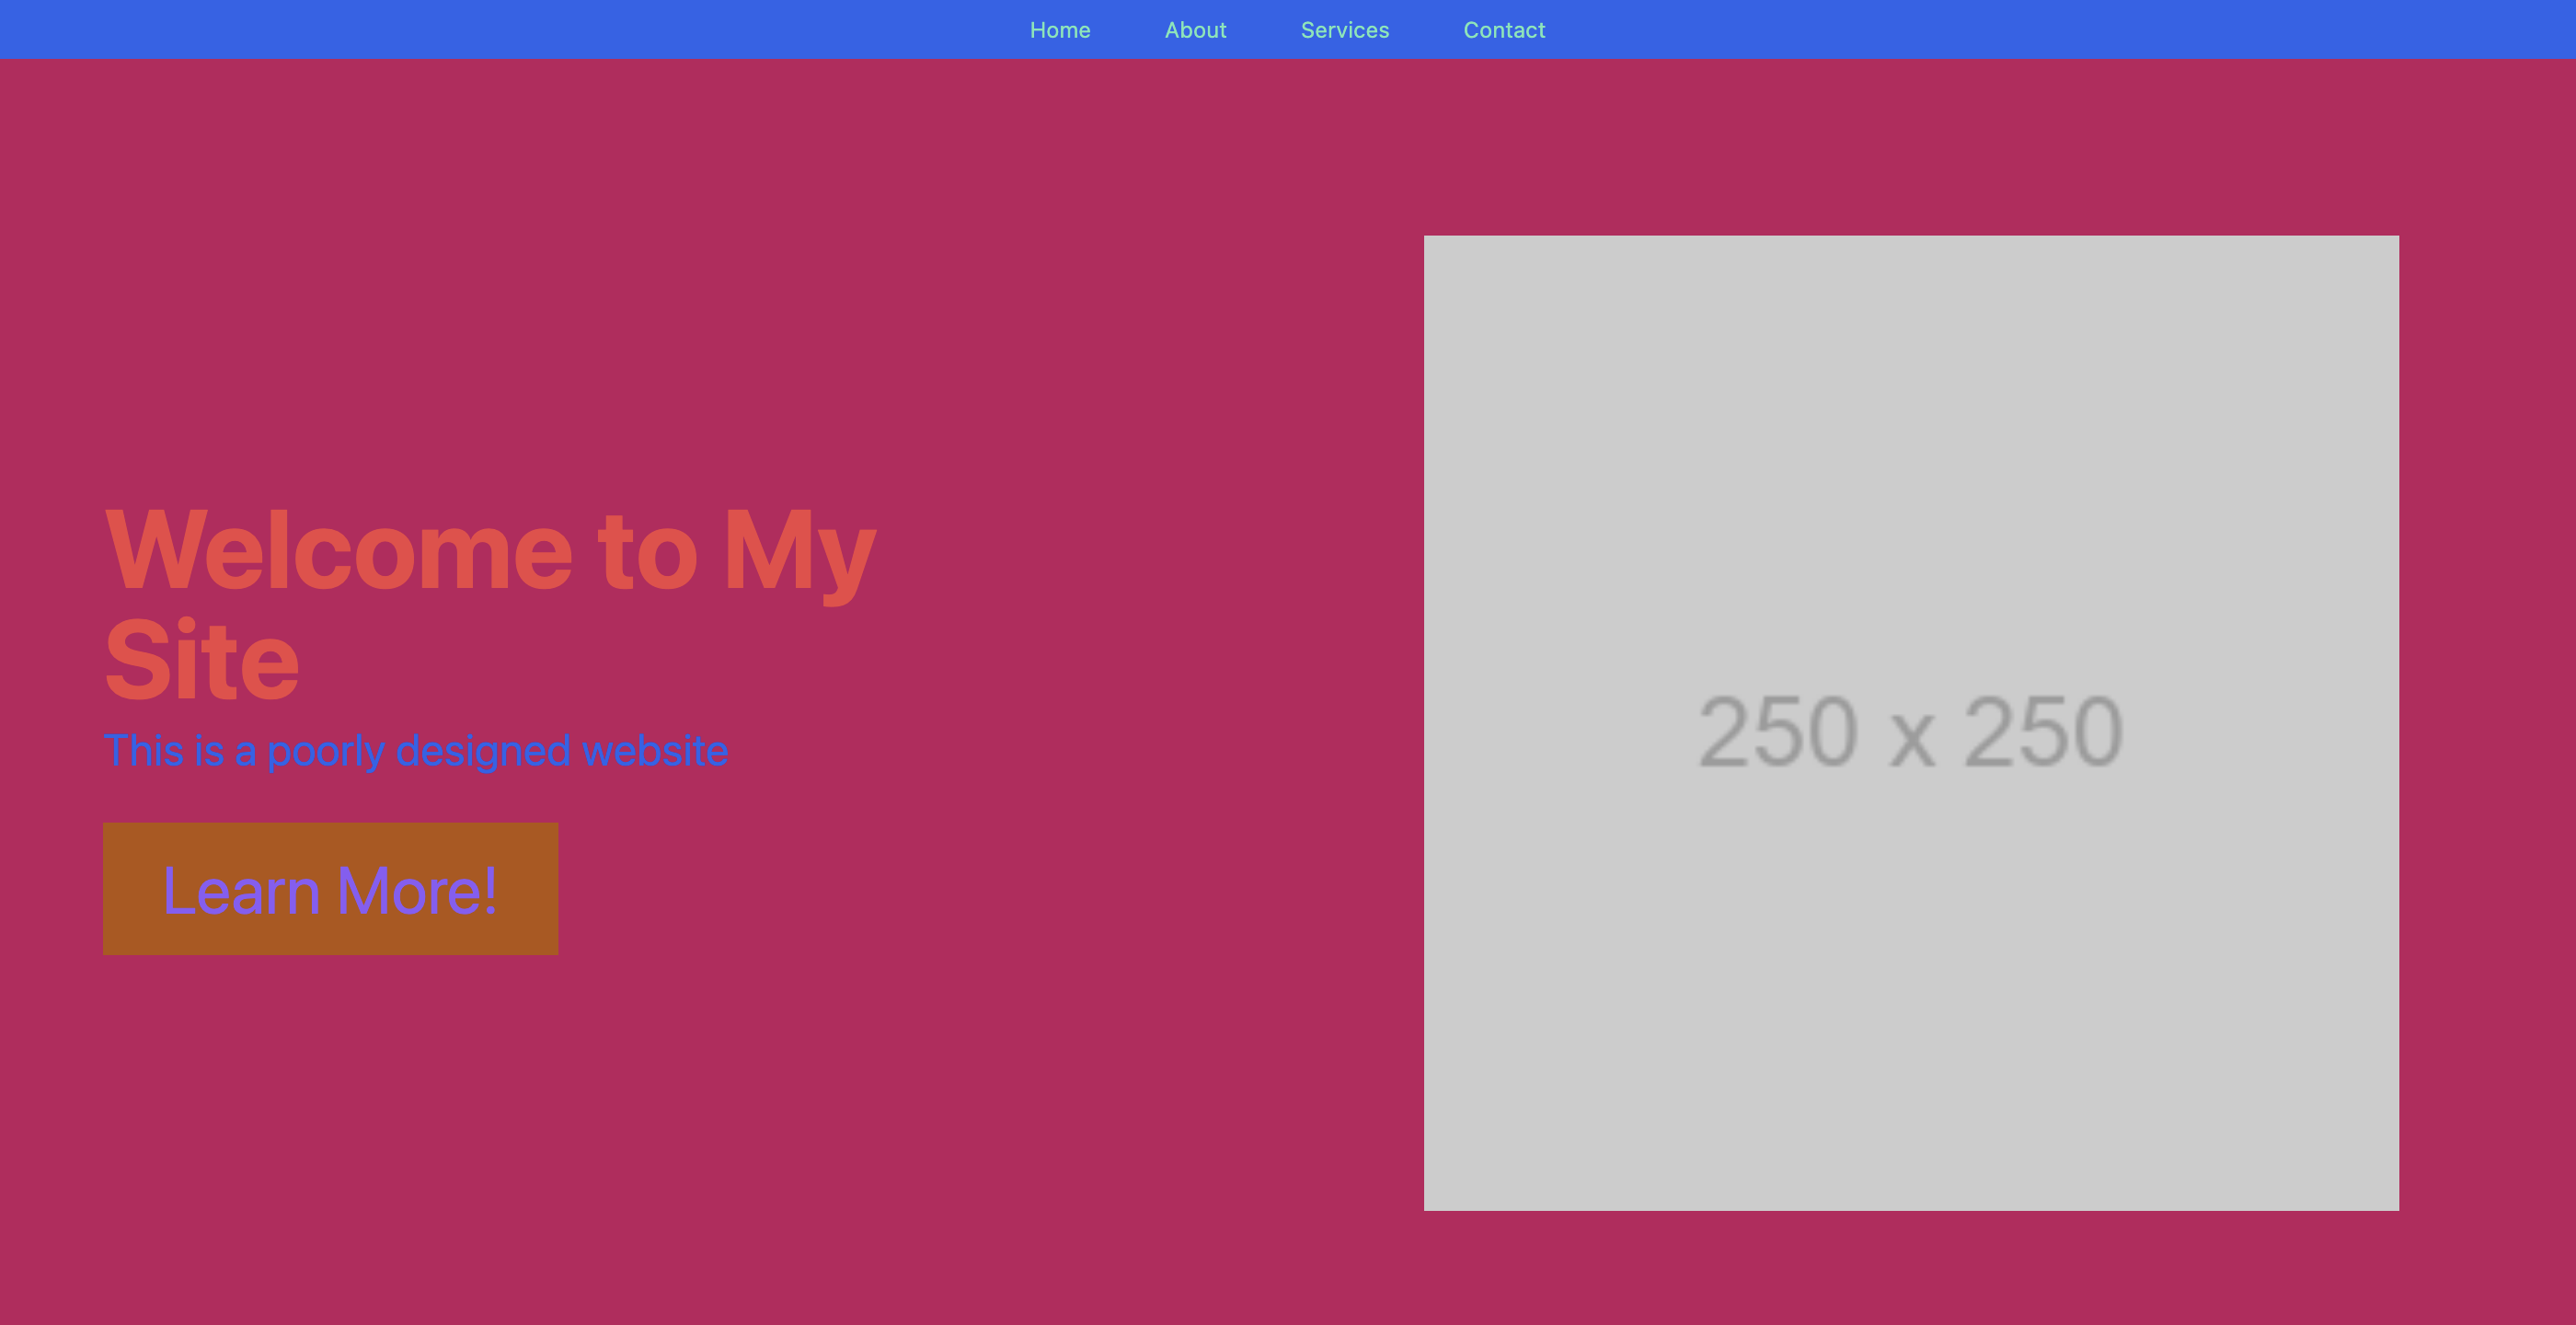 Home About Services Contact
Welcome to My
Site
This is a poorly designed website
Learn More!
250 x 250